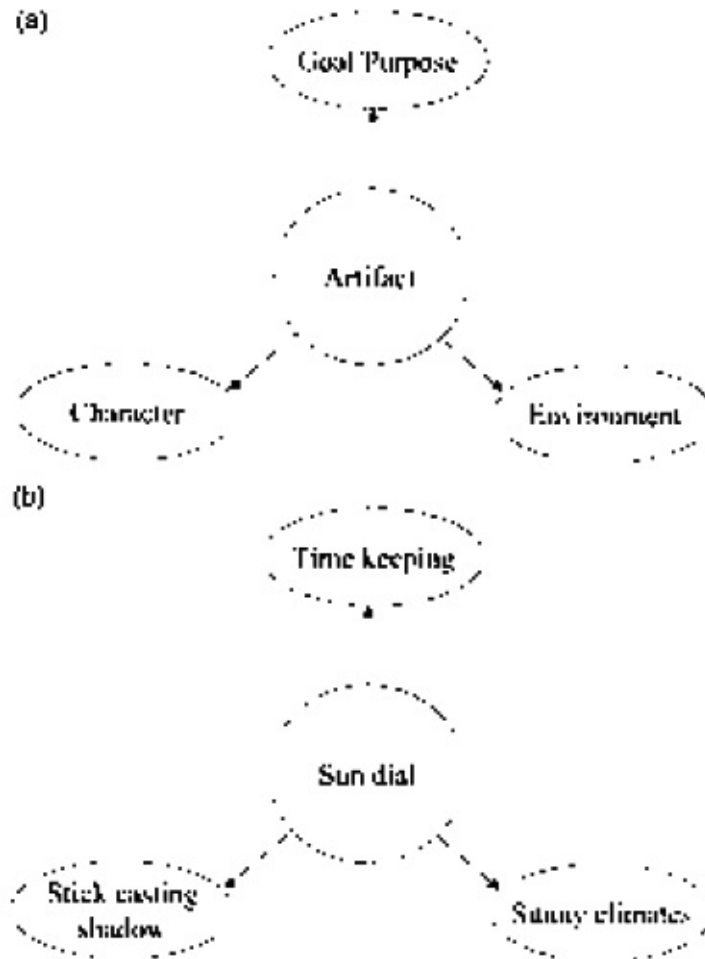 (a)
Goal Purpose
Artifact
Character
Environment
(b)
Time keeping
Sun dial
Stick casting
shadow
Sunny climates